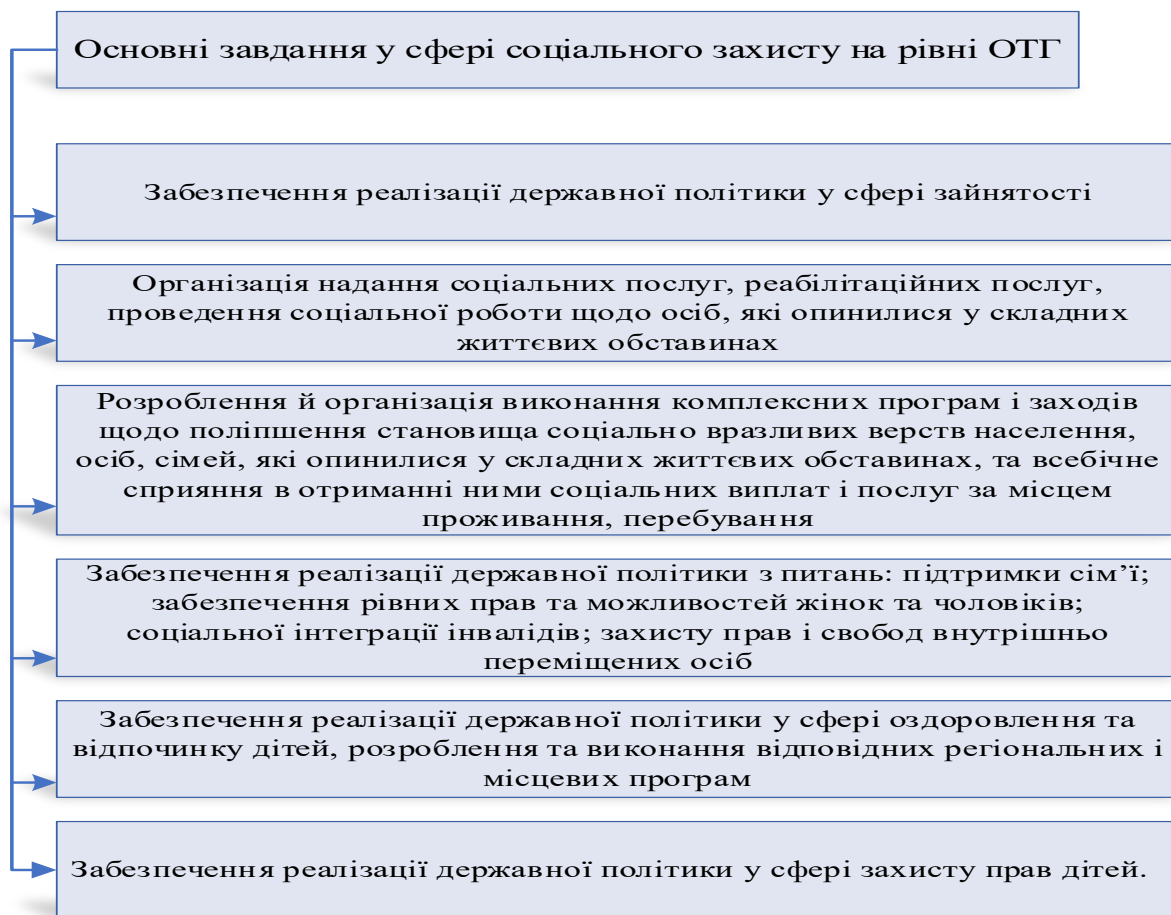 Основні завдання у сфері соціального захисту на рівні ОТГ
Забезпечення реалізації державної політики у сфері зайнятості
Організація надання соціальних послуг, реабілітаційних послуг,
проведення соціальної роботи щодо осіб, які опинилися у складних
життєвих обставинах
Розроблення й організація виконання комплексних програм і заходів
щодо поліпшення становища соціально вразливих верств населення,
осіб, сімей, які опинилися у складних життєвих обставинах, та всебічне
сприяння в отриманні ними соціальних виплат і послуг за місцем
проживання, перебування
Забезпечення реалізації державної політики з питань: підтримки сім’ї;
забезпечення рівних прав та можливостей жінок та чоловіків;
соціальної інтеграції інвалідів; захисту прав і свобод внутрішньо
переміщених осіб
Забезпечення реалізації державної політики у сфері оздоровлення та
відпочинку дітей, розроблення та виконання відповідних регіональних і
місцевих програм
Забезпечення реалізації державної політики у сфері захисту прав дітей.